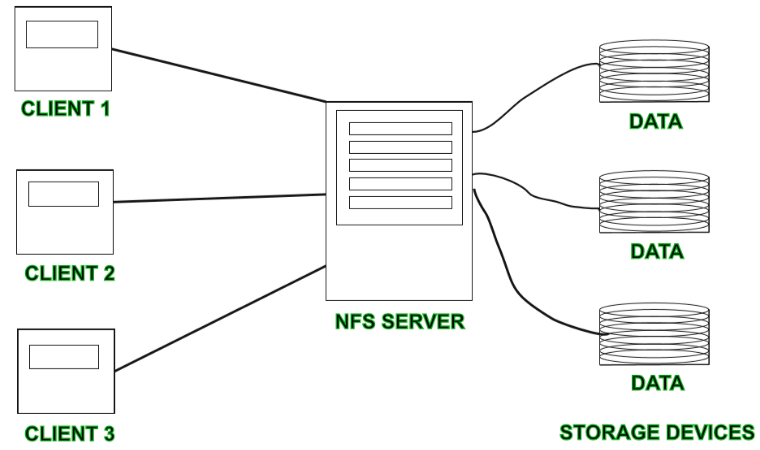 CLIENT 1
DATA
CLIENT 2
DATA
NFS SERVER
CLIENT 3
DATA
STORAGE DEVICES